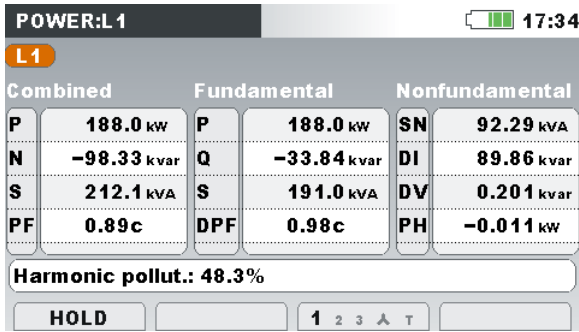 POWER:L1 17:34
L1
Combined Fundamental Nonfundamental
P 188.0 kW P 188.0 kW SN 92.29 kVA
N -98.33 kvar Q -33.84 kvar DI 89.86 kvar
S 212.1 kVA S 191.0 kVA DV 0.201 kvar
PF 0.89c DPF 0.98c PH -0.011 kW
Harmonic pollut.: 48.3%
HOLD 1 2 3 人 T